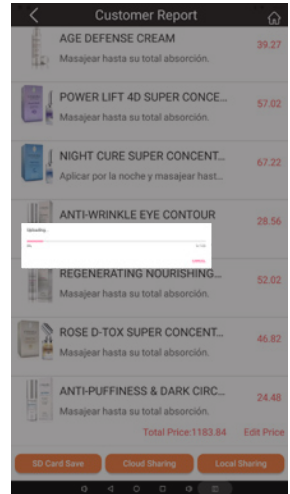 Customer Report
AGE DEFENSE CREAM
39.27
Masajear hasta su total absorción.
POWER LIFT 4D SUPER CONCE...
57.02
Masajear hasta su total absorción.
NIGHT CURE SUPER CONCENT...
67.22
Aplicar por la noche y masajear hast...
ANTI-WRINKLE EYE CONTOUR
28.56
Uploading...
CANCEL
REGENERATING NOURISHING...
52.02
Masajear hasta su total absorción.
ROSE D-TOX SUPER CONCENT...
46.82
Masajear hasta su total absorción.
ANTI-PUFFINESS & DARK CIRC...
24.48
Masajear hasta su total absorción.
Total Price:1183.84 Edit Price
SD Card Save Cloud Sharing Local Sharing